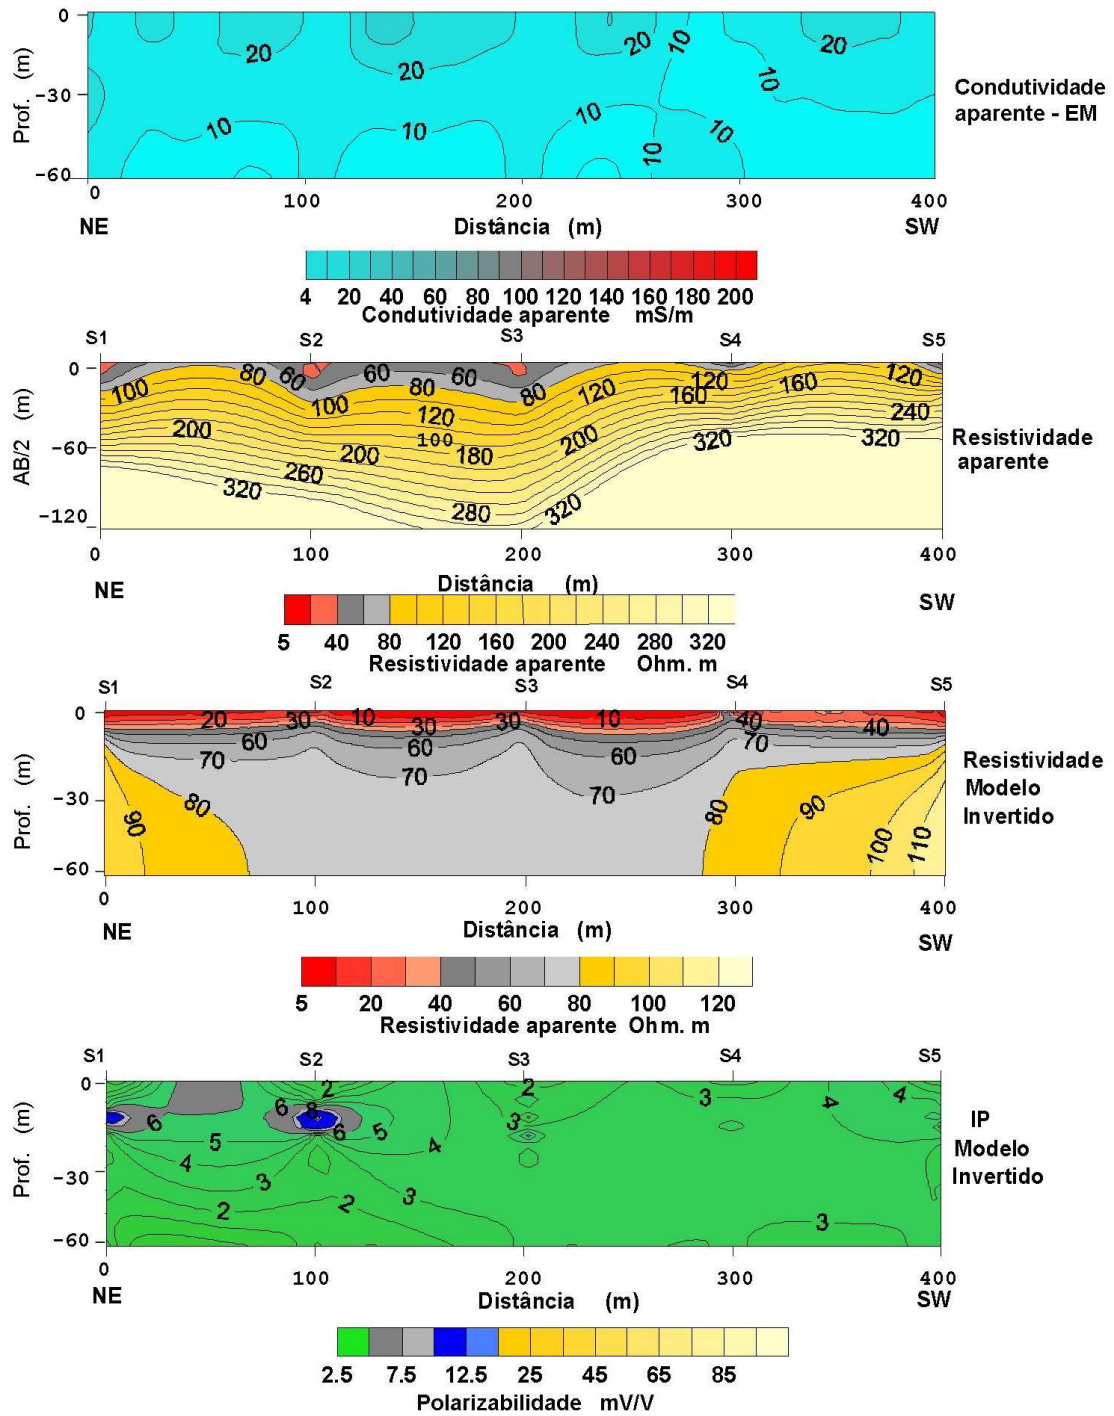 0
20
20
20
10
10
20
Prof. (m)
-30
Condutividade
aparente - EM
10
10
10
10
10
-60
0
100
200
300
400
NE
Distância (m)
SW
4 20 40 60 80 100 120 140 160 180 200
Condutividade aparente mS/m
S1 S2 S3 S4 S5
0
100
80
60
60
60
80
80
120
120
160
120
AB/2 (m)
100
120
160
240
200
100
200
-60
200
180
320
320
Resistividade
aparente
260
320
280
320
-120
0 100 200 300 400
NE
Distância (m)
SW
5 40 80 120 160 200 240 280 320
Resistividade aparente Ohm. m
S1 S2 S3 S4 S5
0
20
30
10
30
30
10
40
40
60
60
60
70
70
70
70
Prof. (m)
-30
80
80
90
90
100
110
Resistividade
Modelo
Invertido
-60
0 100 200 300 400
NE
Distância (m)
SW
5 20 40 60 80 100 120
Resistividade aparente Ohm. m
S1 S2 S3 S4 S5
0
2
2
3
4
4
6
6
8
6
5
3
5
4
4
3
3
2
2
3
Prof. (m)
-30
IP
Modelo
Invertido
-60
0 100 200 300 400
NE
Distância (m)
SW
2.5 7.5 12.5 25 45 65 85
Polarizabilidade mV/V